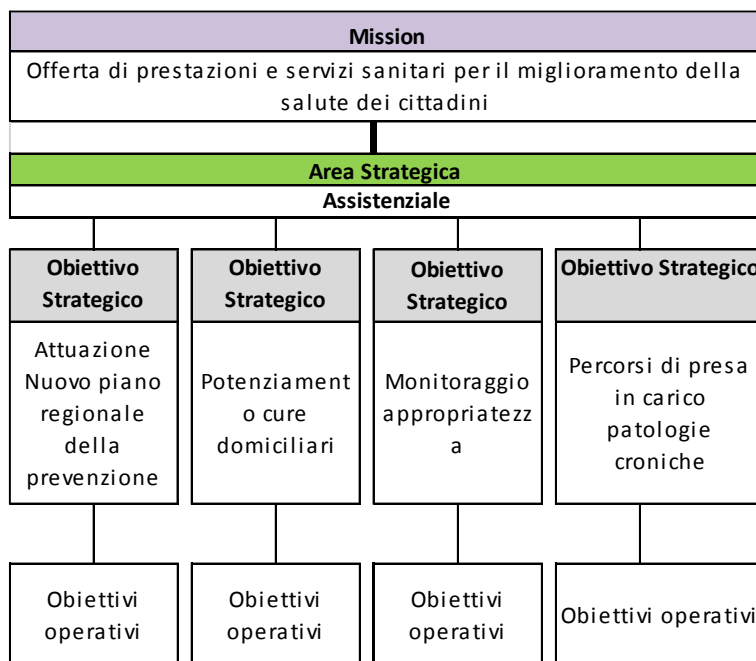 Mission
Offerta di prestazioni e servizi sanitari per il miglioramento della
salute dei cittadini
Area Strategica
Assistenziale
Obiettivo
Strategico
Obiettivo
Strategico
Obiettivo
Strategico
Obiettivo Strategico
Attuazione
Nuovo piano
regionale
della
prevenzione
Potenziament
o cure
domiciliari
Monitoraggio
appropriatezz
a
Percorsi di presa
in carico
patologie
croniche
Obiettivi
operativi
Obiettivi
operativi
Obiettivi
operativi
Obiettivi operativi